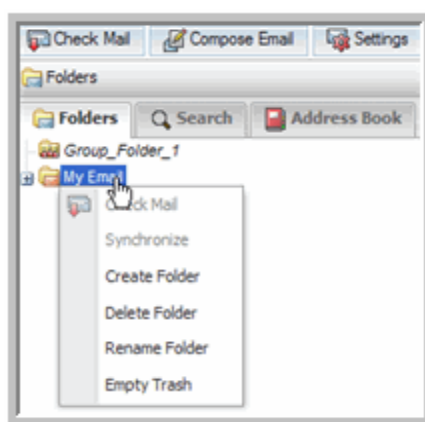 Check Mail Compose Email Settings
Folders
Folders Search Address Book
Group_Folder_1
My Email
Check Mail
Synchronize
Create Folder
Delete Folder
Rename Folder
Empty Trash